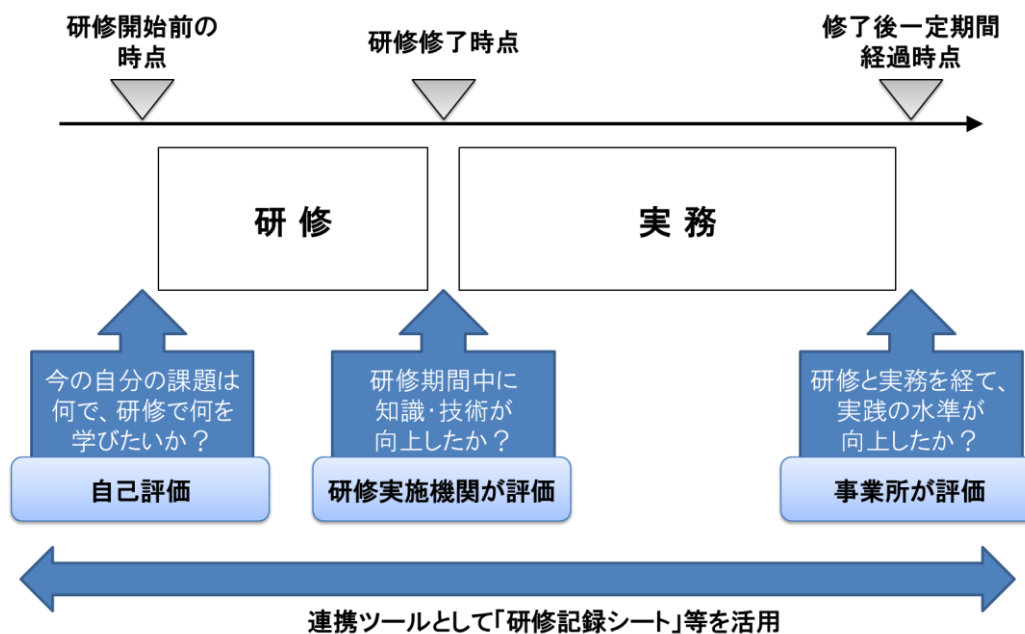 研修開始前の
時点
研修修了時点
修了後一定期間
経過時点
研 修
実 務
今の自分の課題は
何で、研修で何を
学びたいか？
自己評価
研修期間中に
知識・技術が
向上したか？
研修実施機関が評価
研修と実務を経て、
実践の水準が
向上したか？
事業所が評価
連携ツールとして「研修記録シート」等を活用